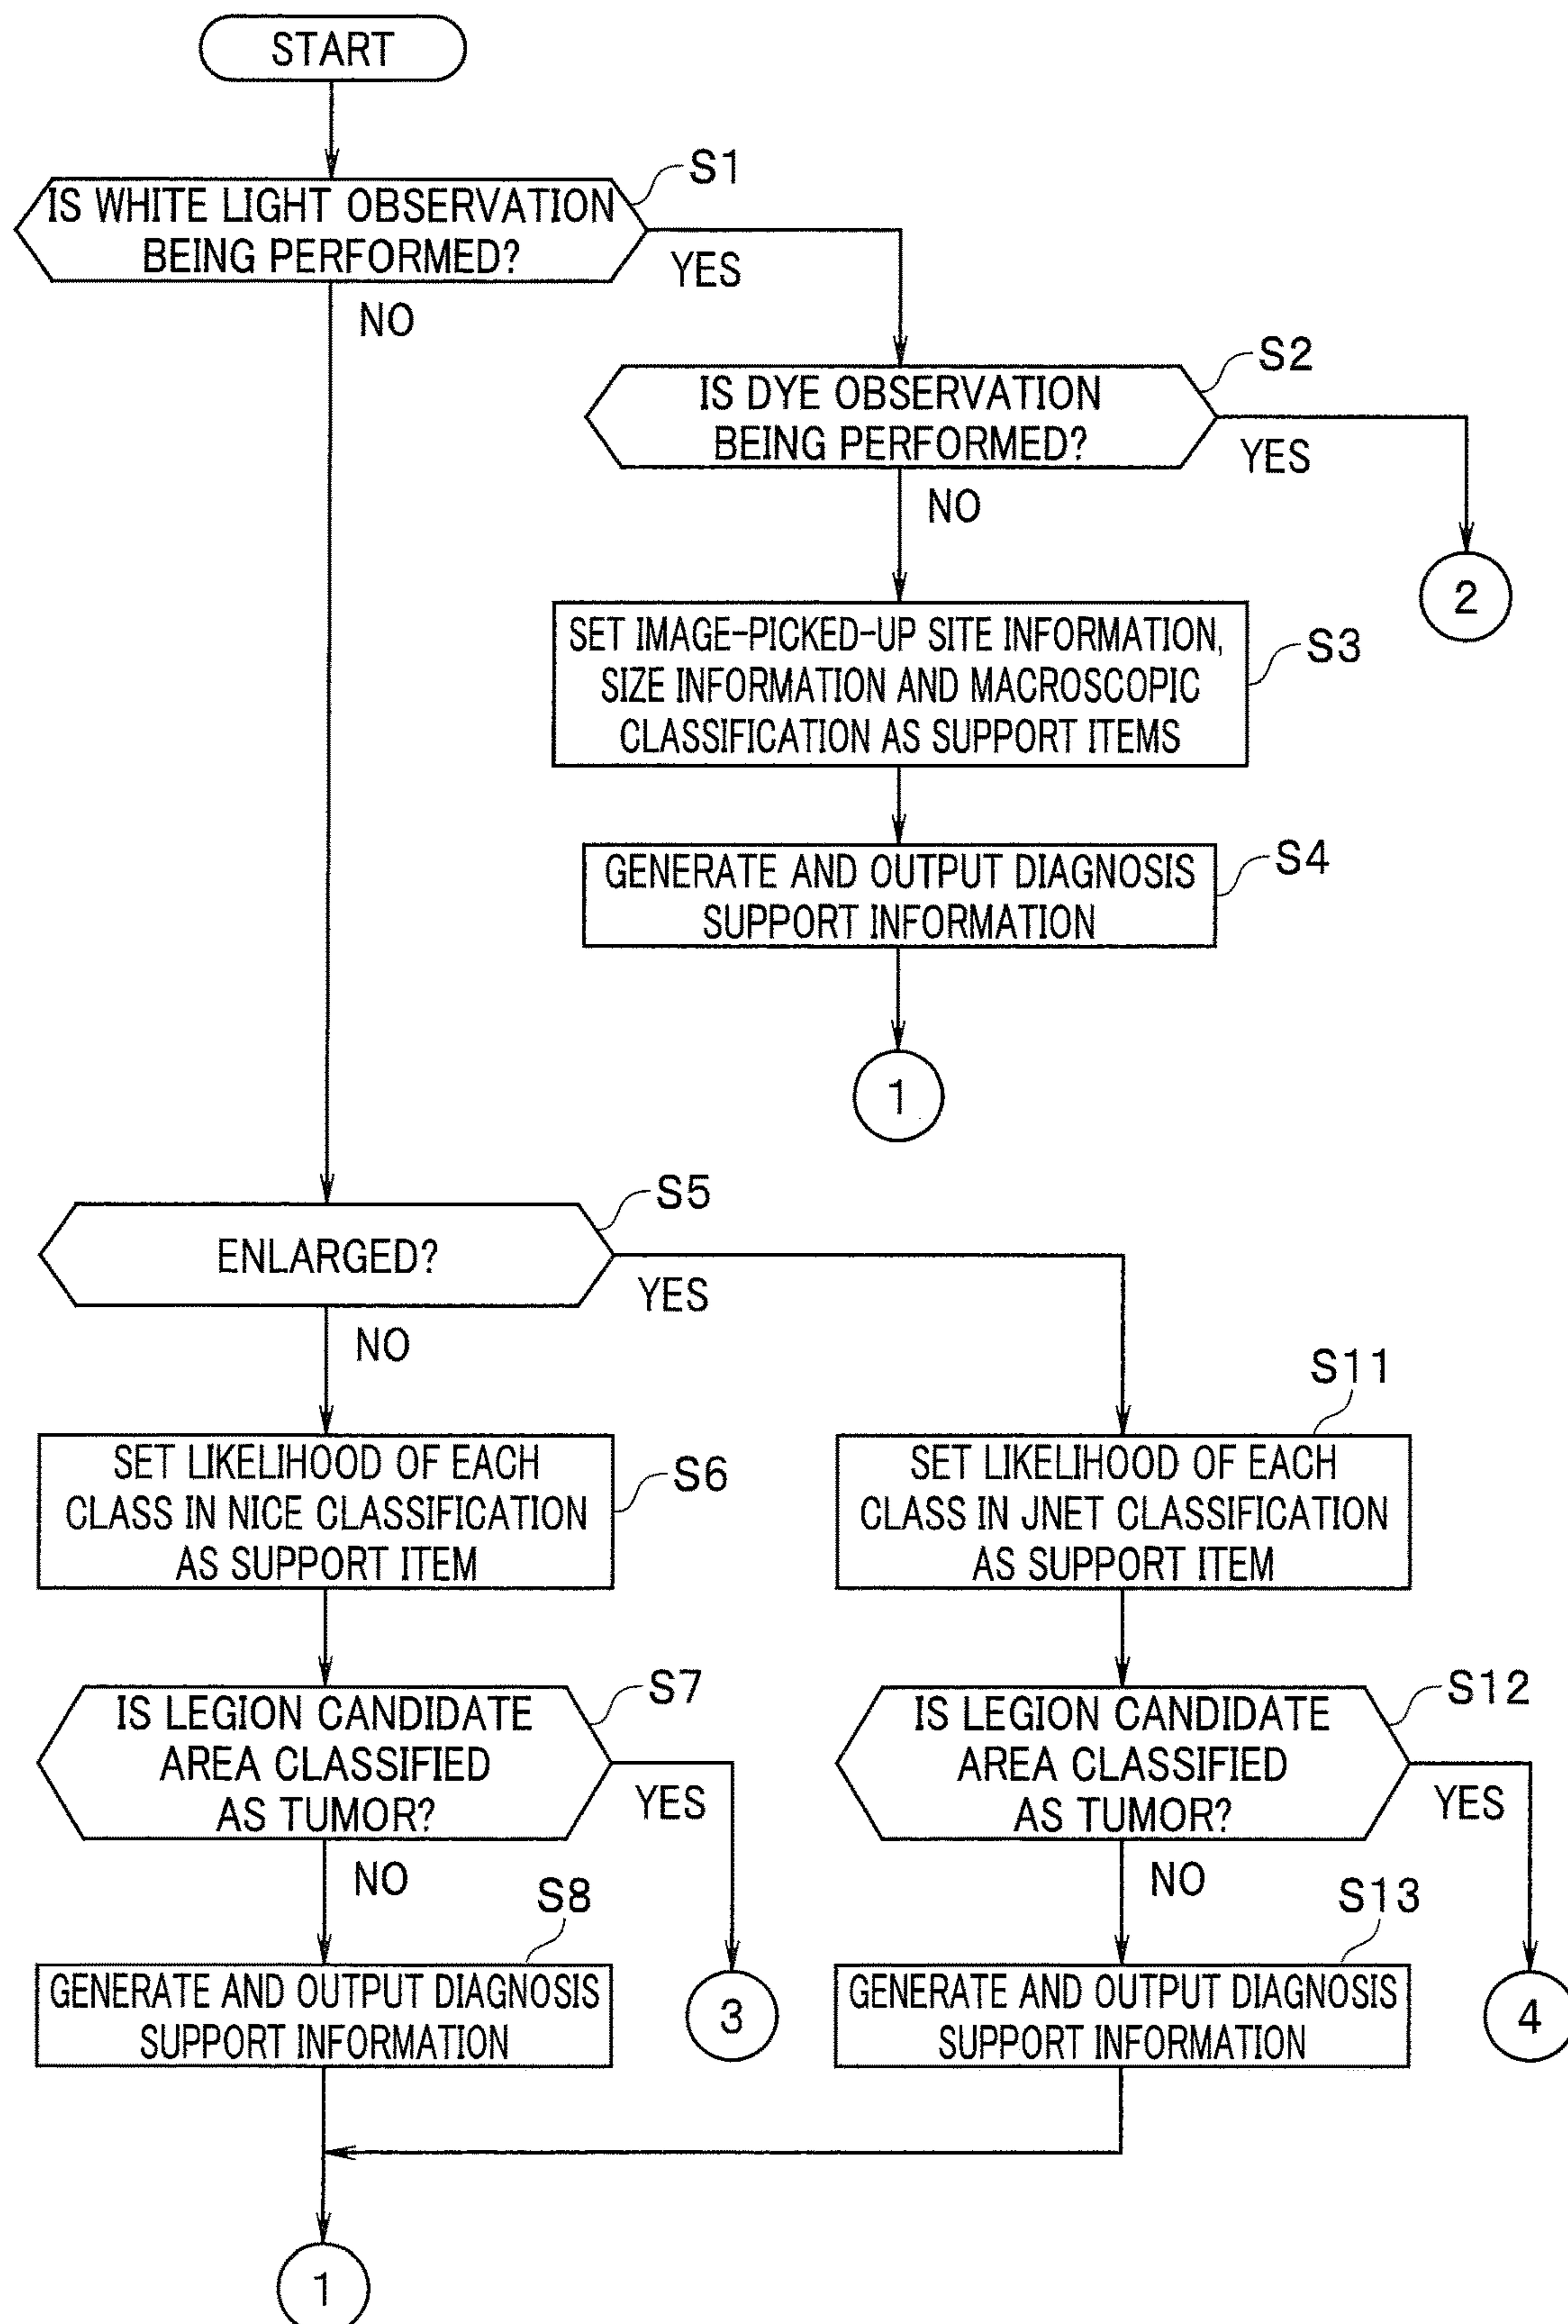 START
S1
IS WHITE LIGHT OBSERVATION
BEING PERFORMED?
YES
NO
S2
IS DYE OBSERVATION
BEING PERFORMED?
YES
NO
2
SET IMAGE-PICKED-UP SITE INFORMATION,
SIZE INFORMATION AND MACROSCOPIC
CLASSIFICATION AS SUPPORT ITEMS
S3
GENERATE AND OUTPUT DIAGNOSIS
SUPPORT INFORMATION
S4
1
S5
ENLARGED?
YES
NO
S6
SET LIKELIHOOD OF EACH
CLASS IN NICE CLASSIFICATION
AS SUPPORT ITEM
S11
SET LIKELIHOOD OF EACH
CLASS IN JNET CLASSIFICATION
AS SUPPORT ITEM
S7
IS LEGION CANDIDATE
AREA CLASSIFIED
AS TUMOR?
YES
NO
S12
IS LEGION CANDIDATE
AREA CLASSIFIED
AS TUMOR?
YES
NO
S8
GENERATE AND OUTPUT DIAGNOSIS
SUPPORT INFORMATION
3
S13
GENERATE AND OUTPUT DIAGNOSIS
SUPPORT INFORMATION
4
1